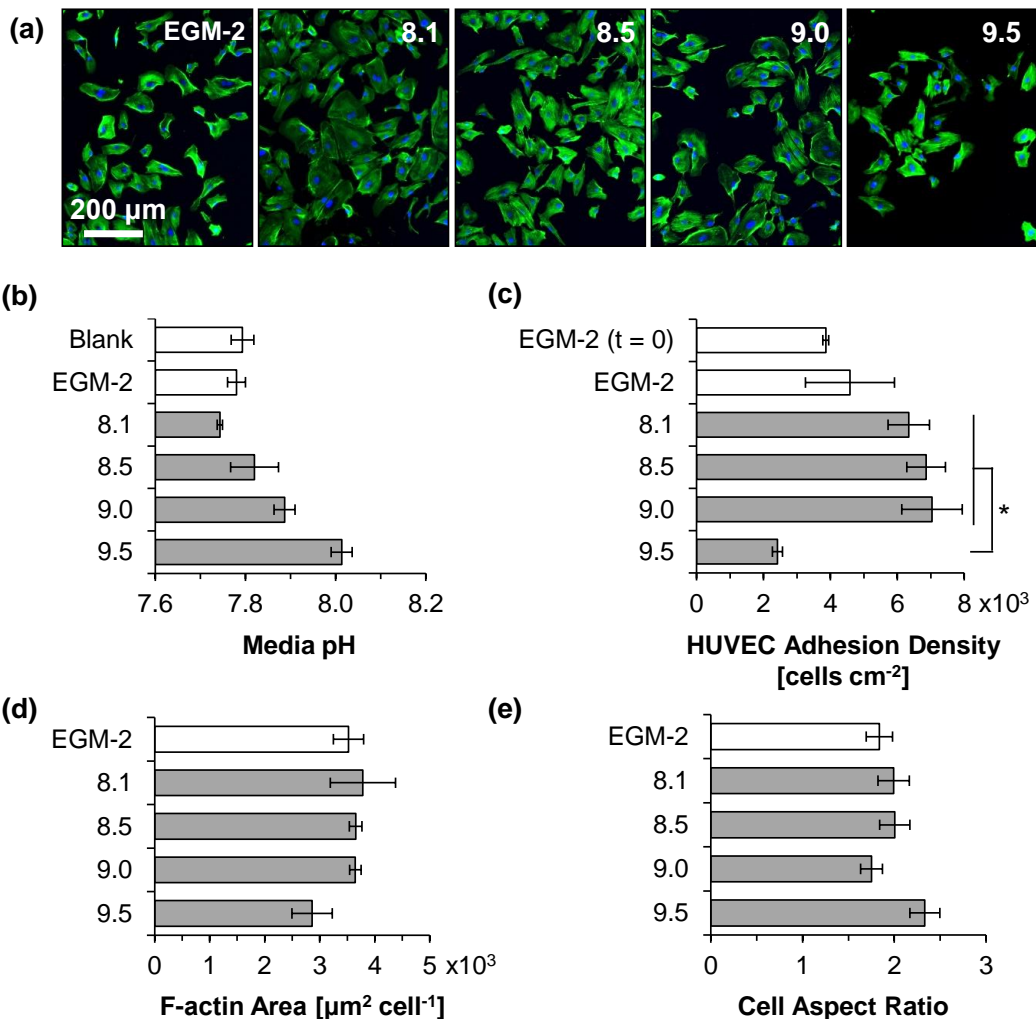 (a)
EGM-2 8.1 8.5 9.0 9.5
200 µm
(b)
Blank
EGM-2
8.1
8.5
9.0
9.5
7.6 7.8 8.0 8.2
Media pH
(c)
EGM-2 (t = 0)
EGM-2
8.1
8.5
9.0
9.5
*
0 2 4 6 8 x10³
HUVEC Adhesion Density
[cells cm⁻²]
(d)
EGM-2
8.1
8.5
9.0
9.5
0 1 2 3 4 5 x10³
F-actin Area [µm² cell⁻¹]
(e)
EGM-2
8.1
8.5
9.0
9.5
0 1 2 3
Cell Aspect Ratio